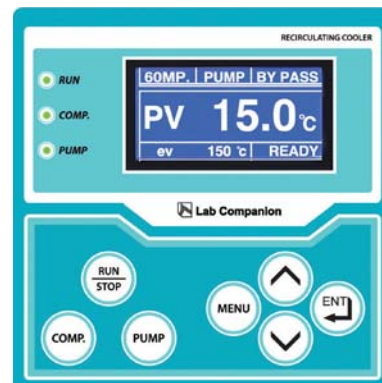 RECIRCULATING COOLER
RUN
COMP.
PUMP
60MP. PUMP BY PASS
PV 15.0℃
ev 150 ℃ READY
Lab Companion
RUN
STOP
MENU
ENT
COMP.
PUMP